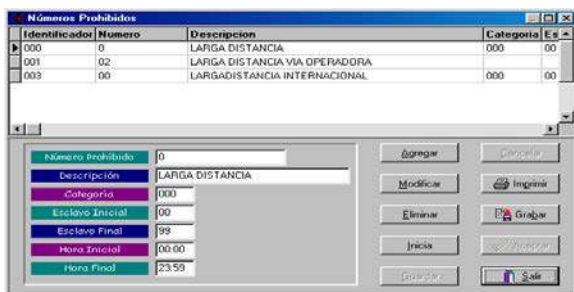 Números Prohibidos
Identificador Numero Descripcion Categoria Es
000 0 LARGA DISTANCIA 000 00
001 02 LARGA DISTANCIA VIA OPERADORA
003 00 LARGADISTANCIA INTERNACIONAL 000 00
Número Prohibido 0
Descripción LARGA DISTANCIA
Categoría 000
Esclavo Inicial 00
Esclavo Final 99
Hora Inicial 00:00
Hora Final 23:59
Agregar Cancelar
Modificar Imprimir
Eliminar Grabar
Inicia Aceptar
Guardar Salir